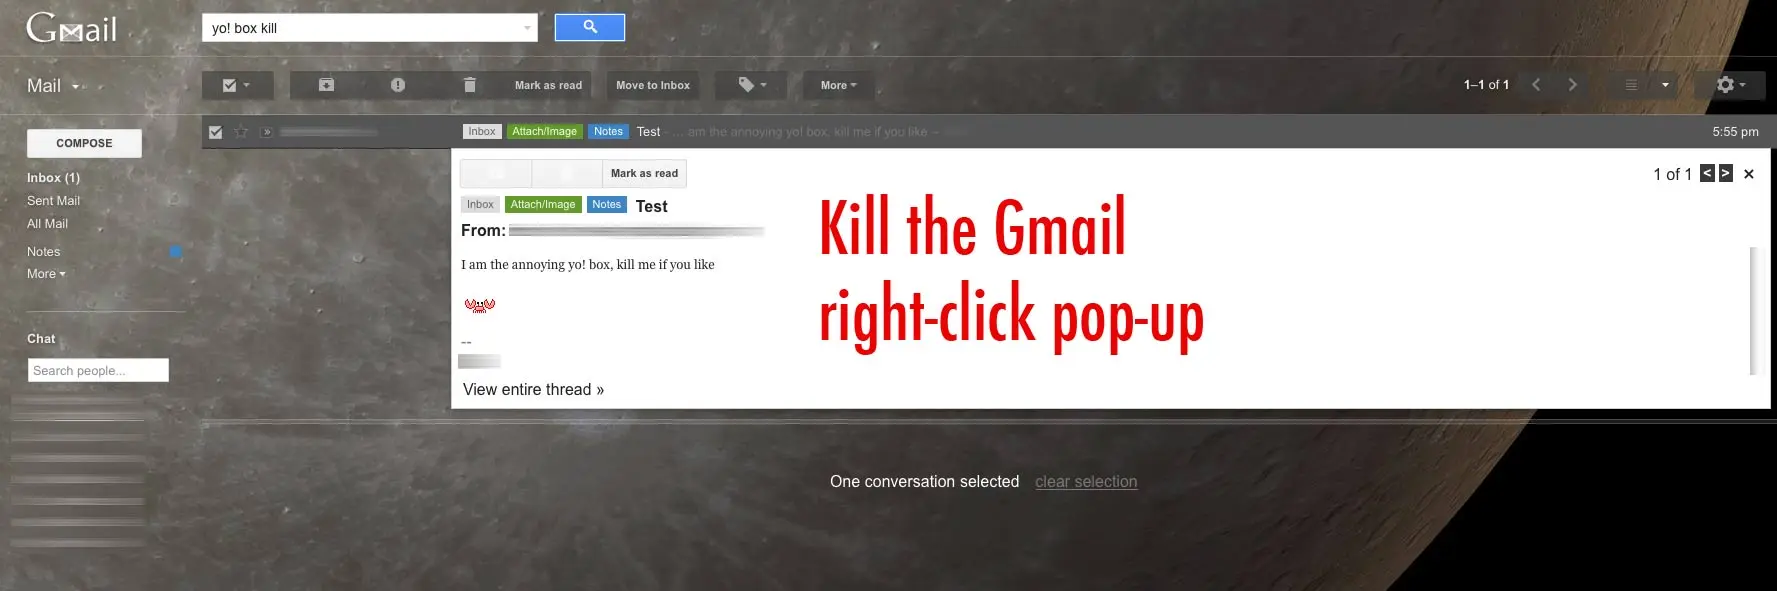 Gmail
yo! box kill
Mail
Mark as read
Move to Inbox
More
1–1 of 1
COMPOSE
Inbox (1)
Sent Mail
All Mail
Notes
More
Chat
Search people...
Inbox Attach/Image Notes Test - ... am the annoying yo! box, kill me if you like --
5:55 pm
Mark as read
1 of 1 < > ×
Inbox Attach/Image Notes Test
From:
I am the annoying yo! box, kill me if you like
--
View entire thread »
Kill the Gmail
right-click pop-up
One conversation selected clear selection